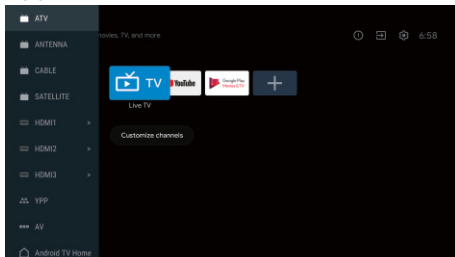 ATV
ANTENNA
CABLE
SATELLITE
HDMI1
HDMI2
HDMI3
YPP
AV
Android TV Home
movies, TV, and more
6:58
TV
YouTube
Google Play
Movies & TV
Live TV
Customize channels